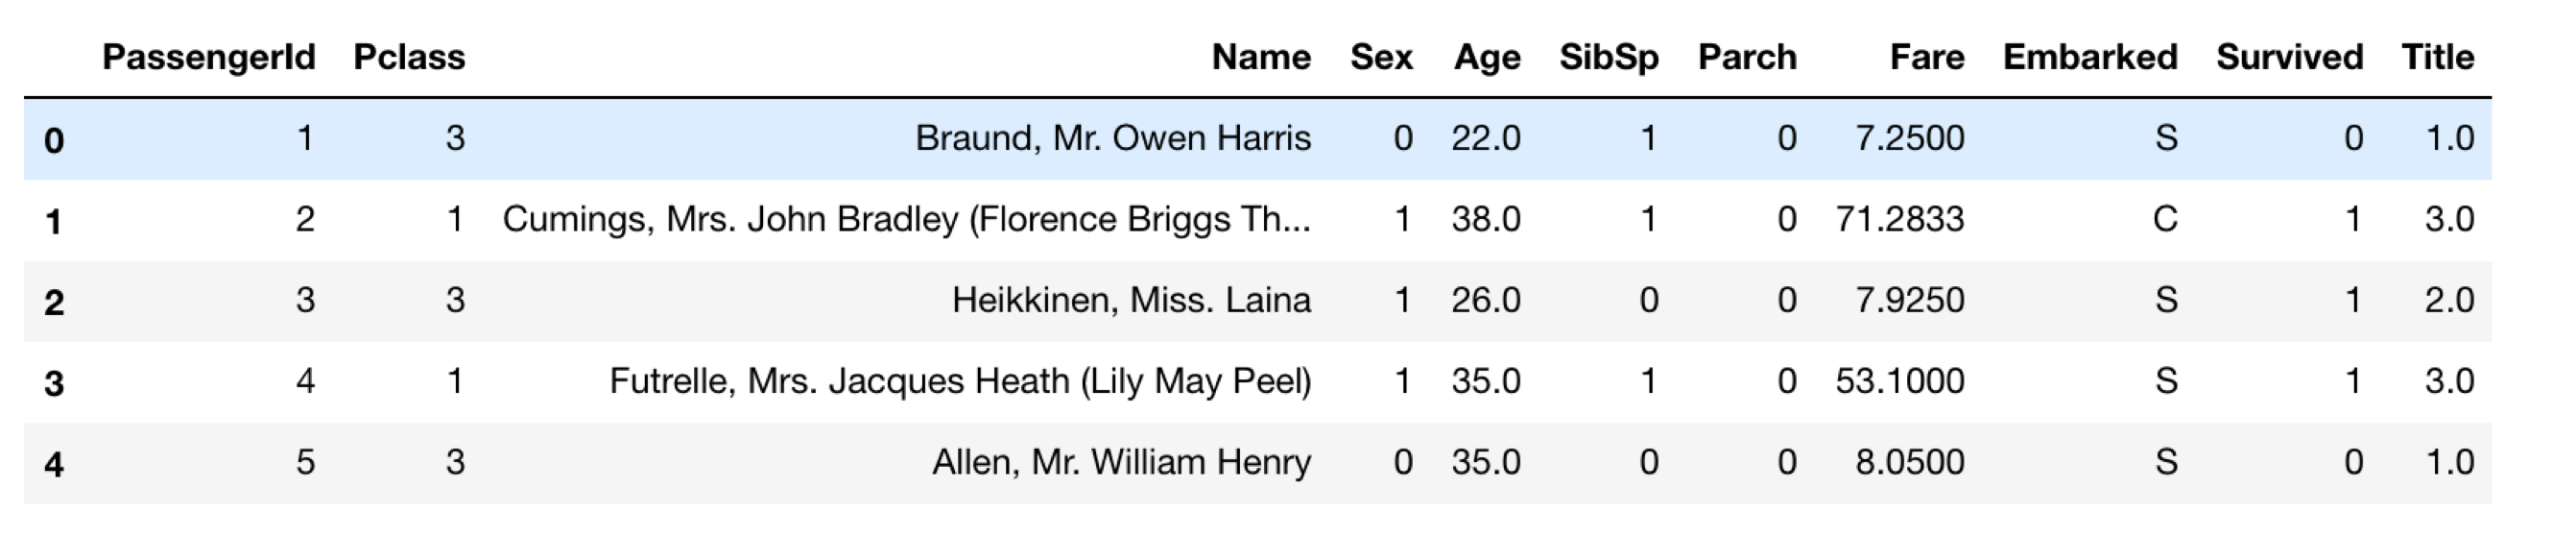 PassengerId Pclass Name Sex Age SibSp Parch Fare Embarked Survived Title
0 1 3 Braund, Mr. Owen Harris 0 22.0 1 0 7.2500 S 0 1.0
1 2 1 Cumings, Mrs. John Bradley (Florence Briggs Th... 1 38.0 1 0 71.2833 C 1 3.0
2 3 3 Heikkinen, Miss. Laina 1 26.0 0 0 7.9250 S 1 2.0
3 4 1 Futrelle, Mrs. Jacques Heath (Lily May Peel) 1 35.0 1 0 53.1000 S 1 3.0
4 5 3 Allen, Mr. William Henry 0 35.0 0 0 8.0500 S 0 1.0